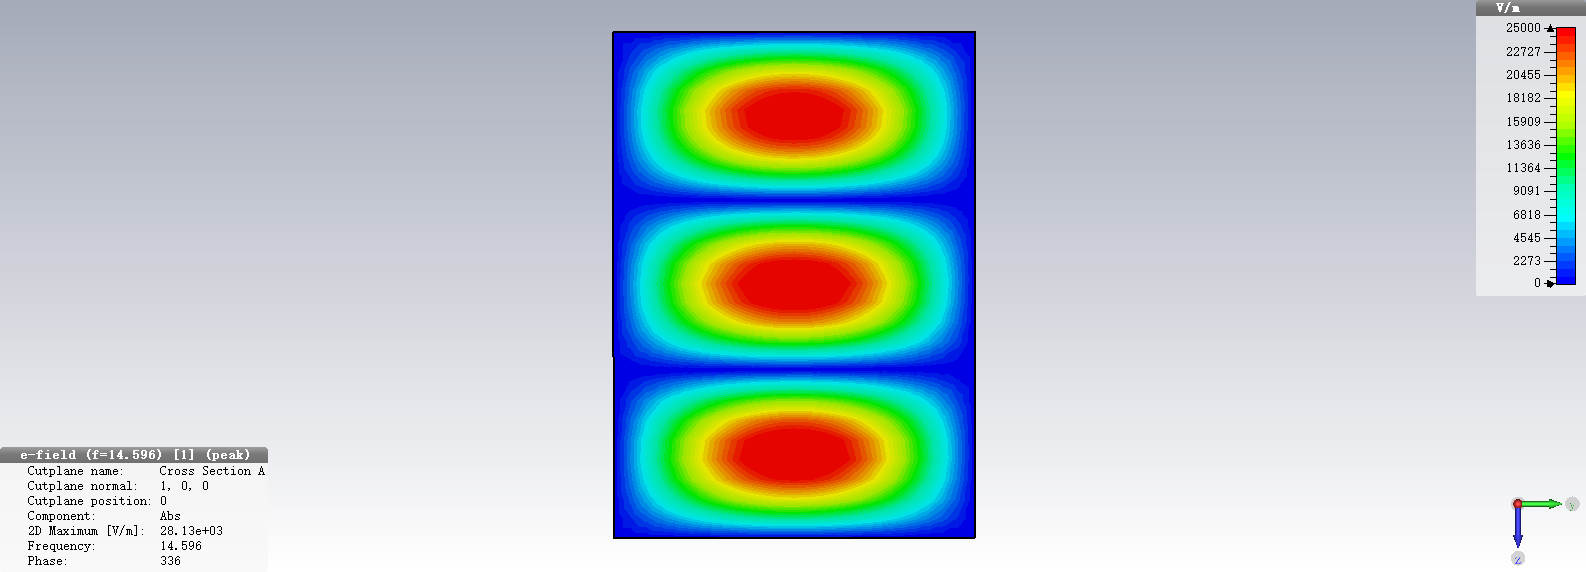 V/m
25000
22727
20455
18182
15909
13636
11364
9091
6818
4545
2273
0
e-field (f=14.596) [1] (peak)
Cutplane name: Cross Section A
Cutplane normal: 1, 0, 0
Cutplane position: 0
Component: Abs
2D Maximum [V/m]: 28.13e+03
Frequency: 14.596
Phase: 336
y
z